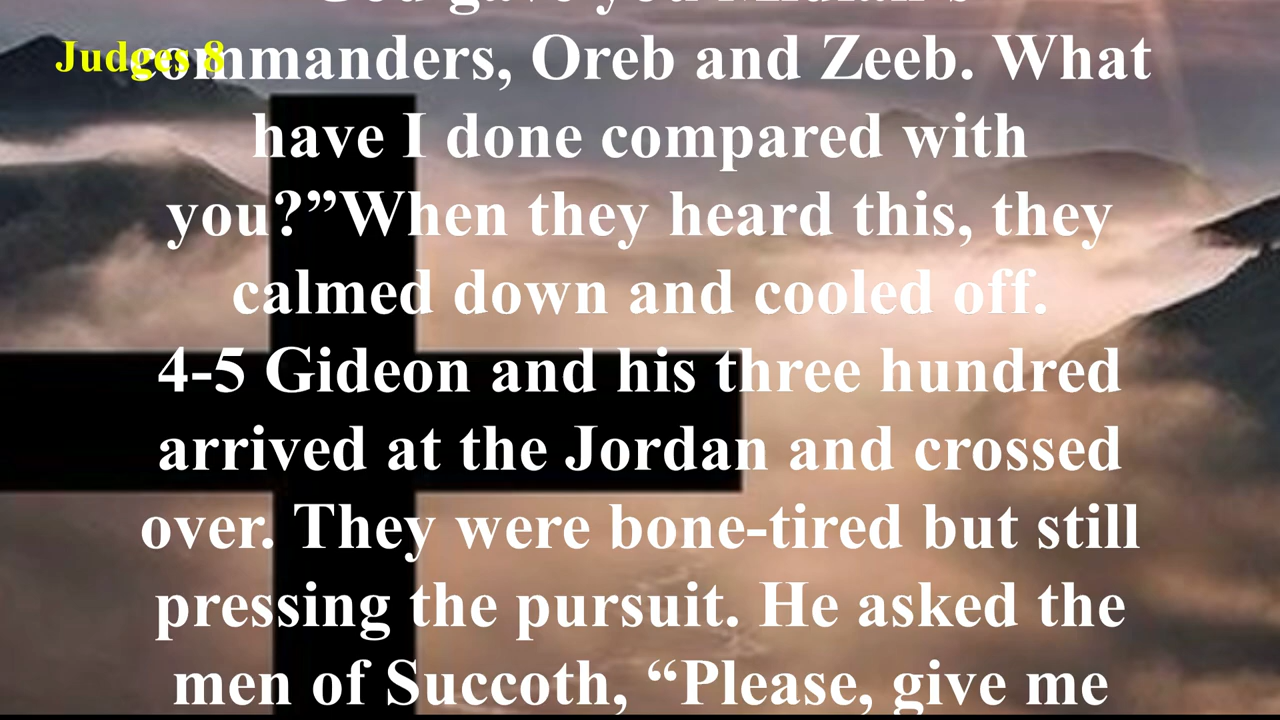 God gave you Midian's
Judges 8
commanders, Oreb and Zeeb. What
have I done compared with
you?”When they heard this, they
calmed down and cooled off.
4-5 Gideon and his three hundred
arrived at the Jordan and crossed
over. They were bone-tired but still
pressing the pursuit. He asked the
men of Succoth, “Please, give me